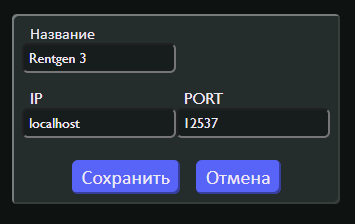 Название
Rentgen 3
IP PORT
localhost 12537
Сохранить Отмена